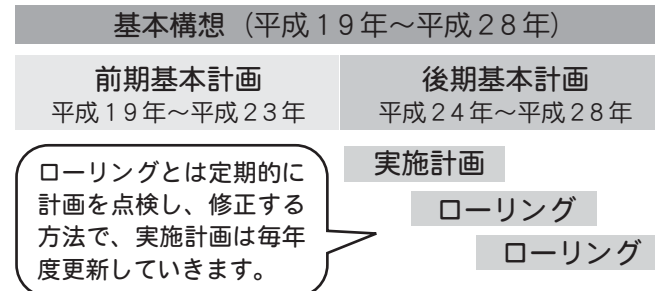 基本構想（平成１９年～平成２８年）
前期基本計画
平成１９年～平成２３年
後期基本計画
平成２４年～平成２８年
ローリングとは定期的に
計画を点検し、修正する
方法で、実施計画は毎年
度更新していきます。
実施計画
ローリング
ローリング